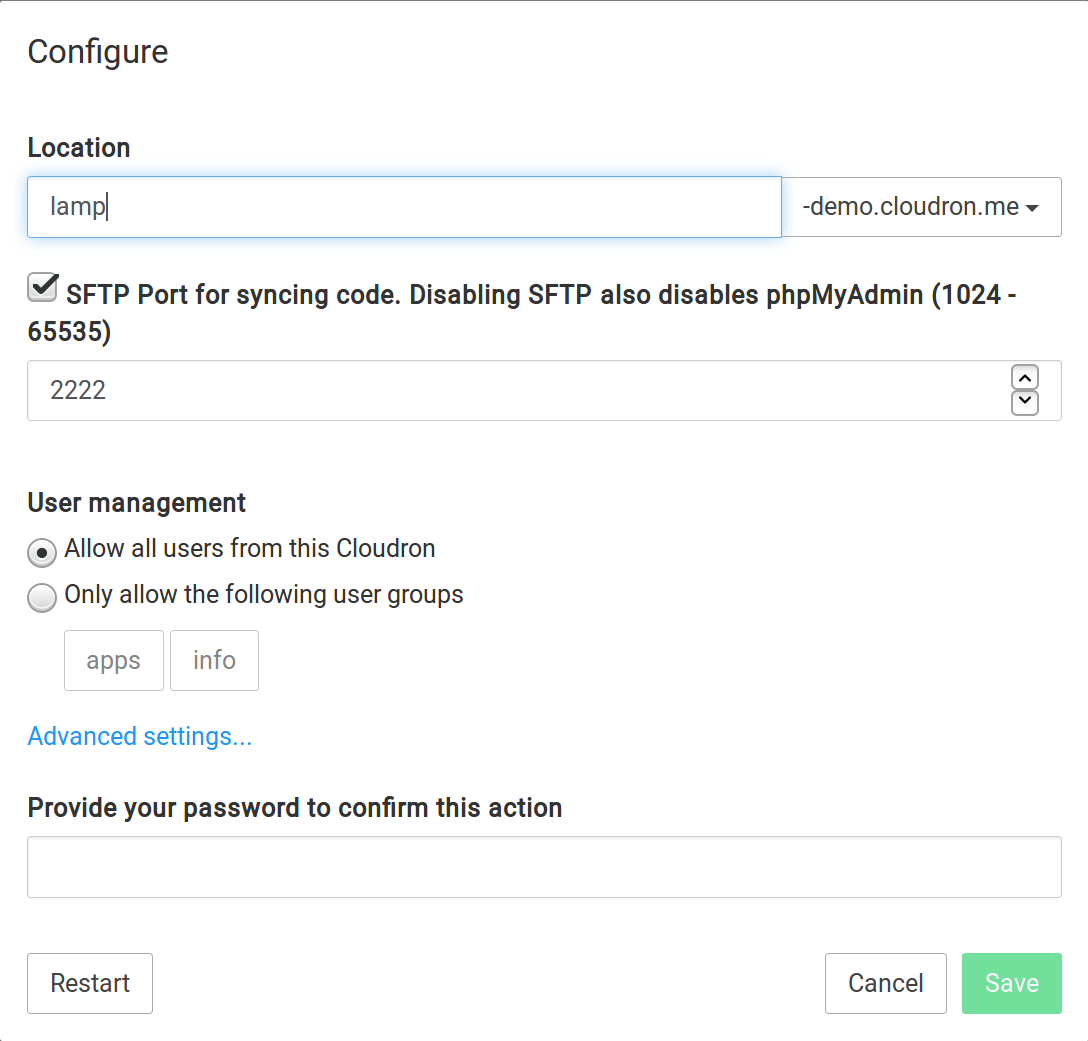 Configure
Location
lamp
-demo.cloudron.me
SFTP Port for syncing code. Disabling SFTP also disables phpMyAdmin (1024 -
65535)
2222
User management
Allow all users from this Cloudron
Only allow the following user groups
apps info
Advanced settings...
Provide your password to confirm this action
Restart Cancel Save